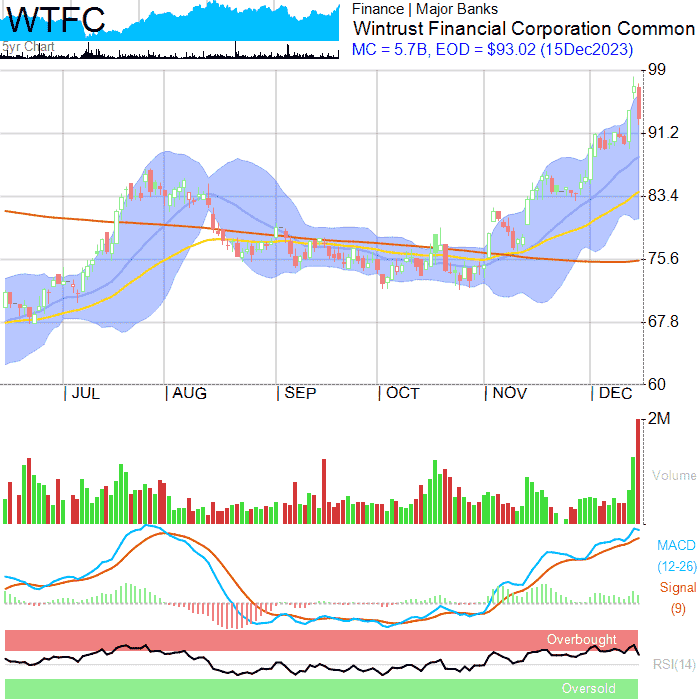 WTFC
5yr Chart
Finance | Major Banks
Wintrust Financial Corporation Common
MC = 5.7B, EOD = $93.02 (15Dec2023)
99
91.2
83.4
75.6
67.8
60
| JUL | AUG | SEP | OCT | NOV | DEC
2M
Volume
MACD
(12-26)
Signal
(9)
Overbought
RSI(14)
Oversold